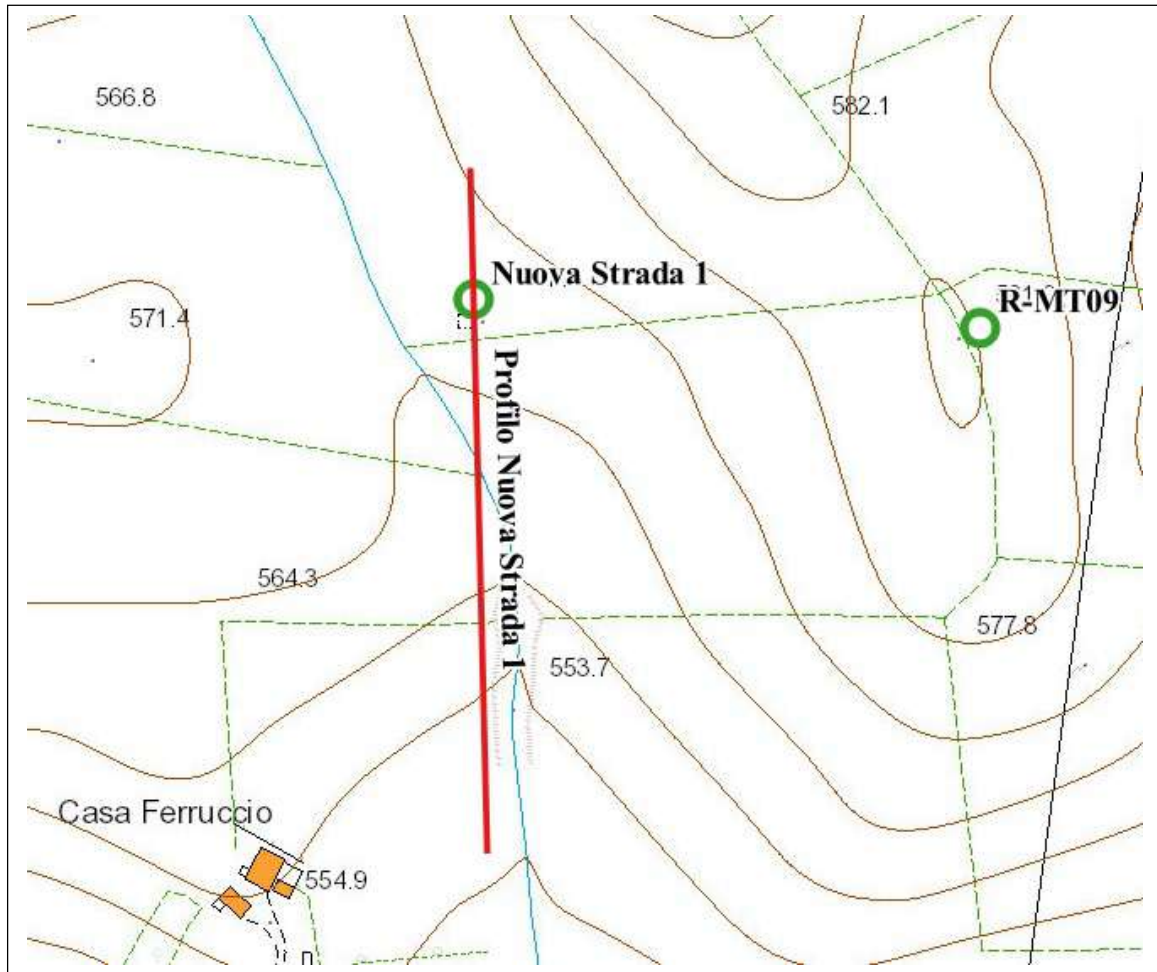 566.8
582.1
Nuova Strada 1
R-MT09
571.4
Profilo Nuova Strada 1
564.3
577.8
553.7
Casa Ferruccio
554.9